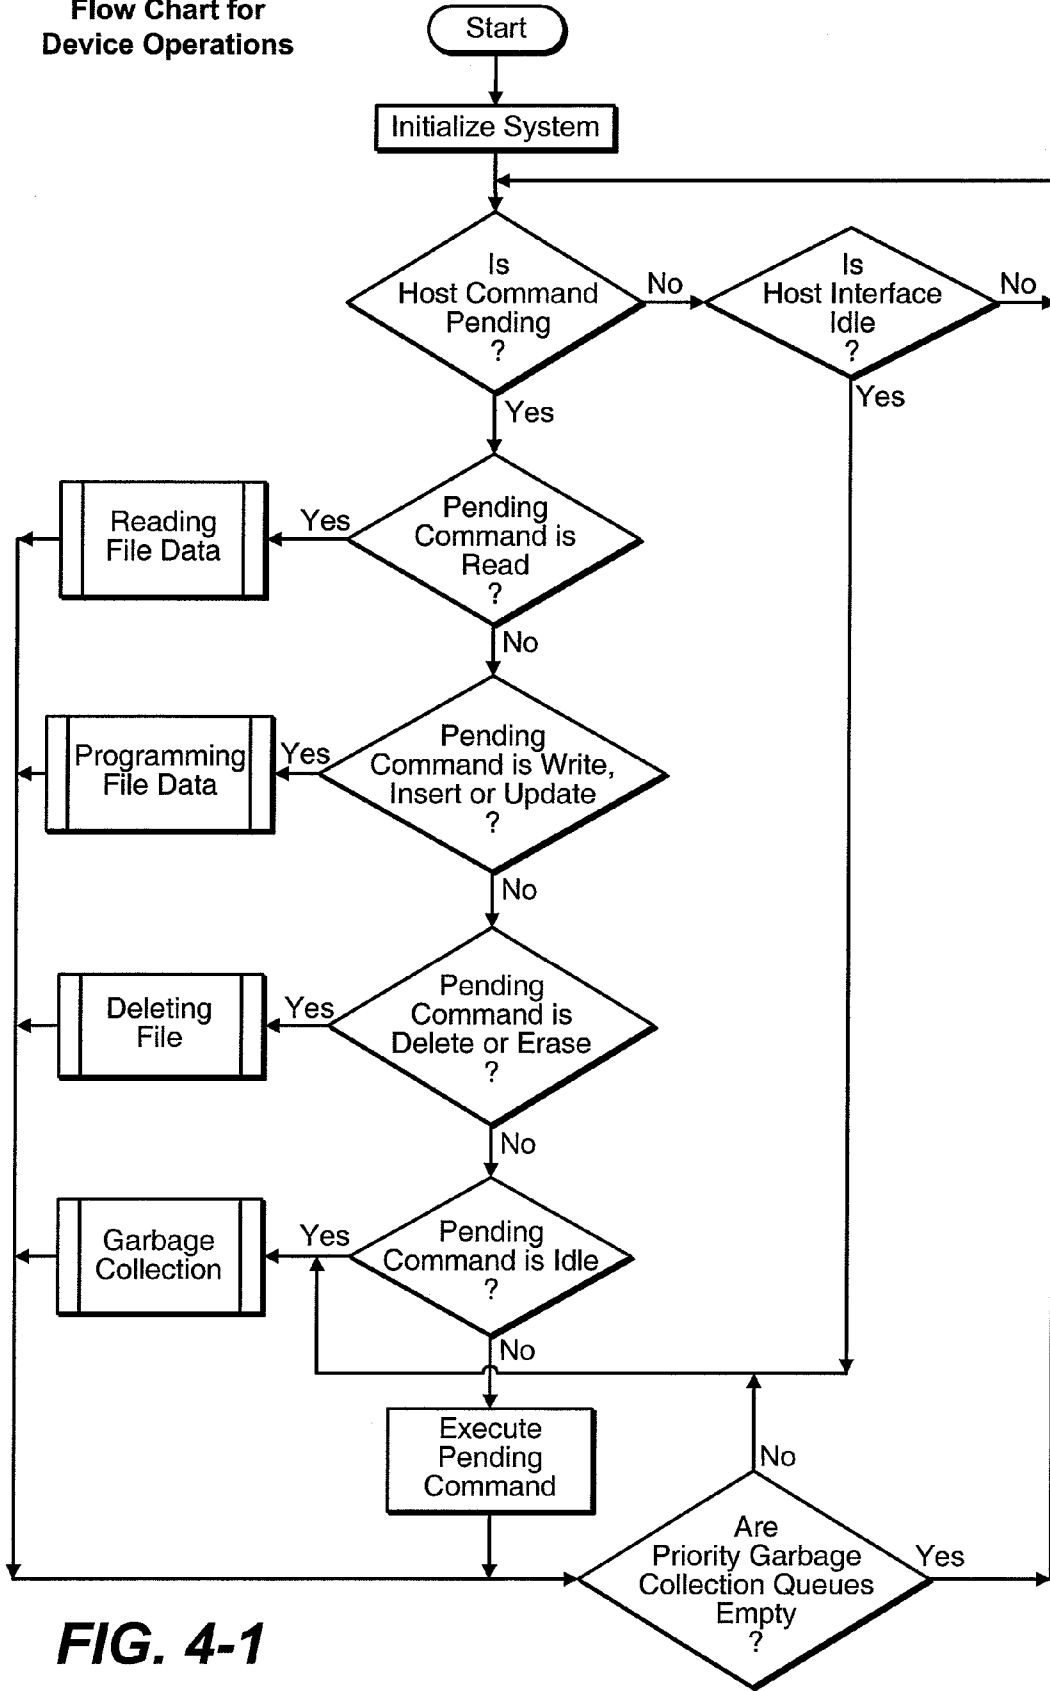 Flow Chart for
Device Operations
Start
Initialize System
Is
Host Command
Pending
?
No
Is
Host Interface
Idle
?
No
Yes
Yes
Pending
Command is
Read
?
Yes
Reading
File Data
No
Pending
Command is Write,
Insert or Update
?
Yes
Programming
File Data
No
Pending
Command is
Delete or Erase
?
Yes
Deleting
File
No
Pending
Command is Idle
?
Yes
Garbage
Collection
No
Execute
Pending
Command
No
Are
Priority Garbage
Collection Queues
Empty
?
Yes
FIG. 4-1